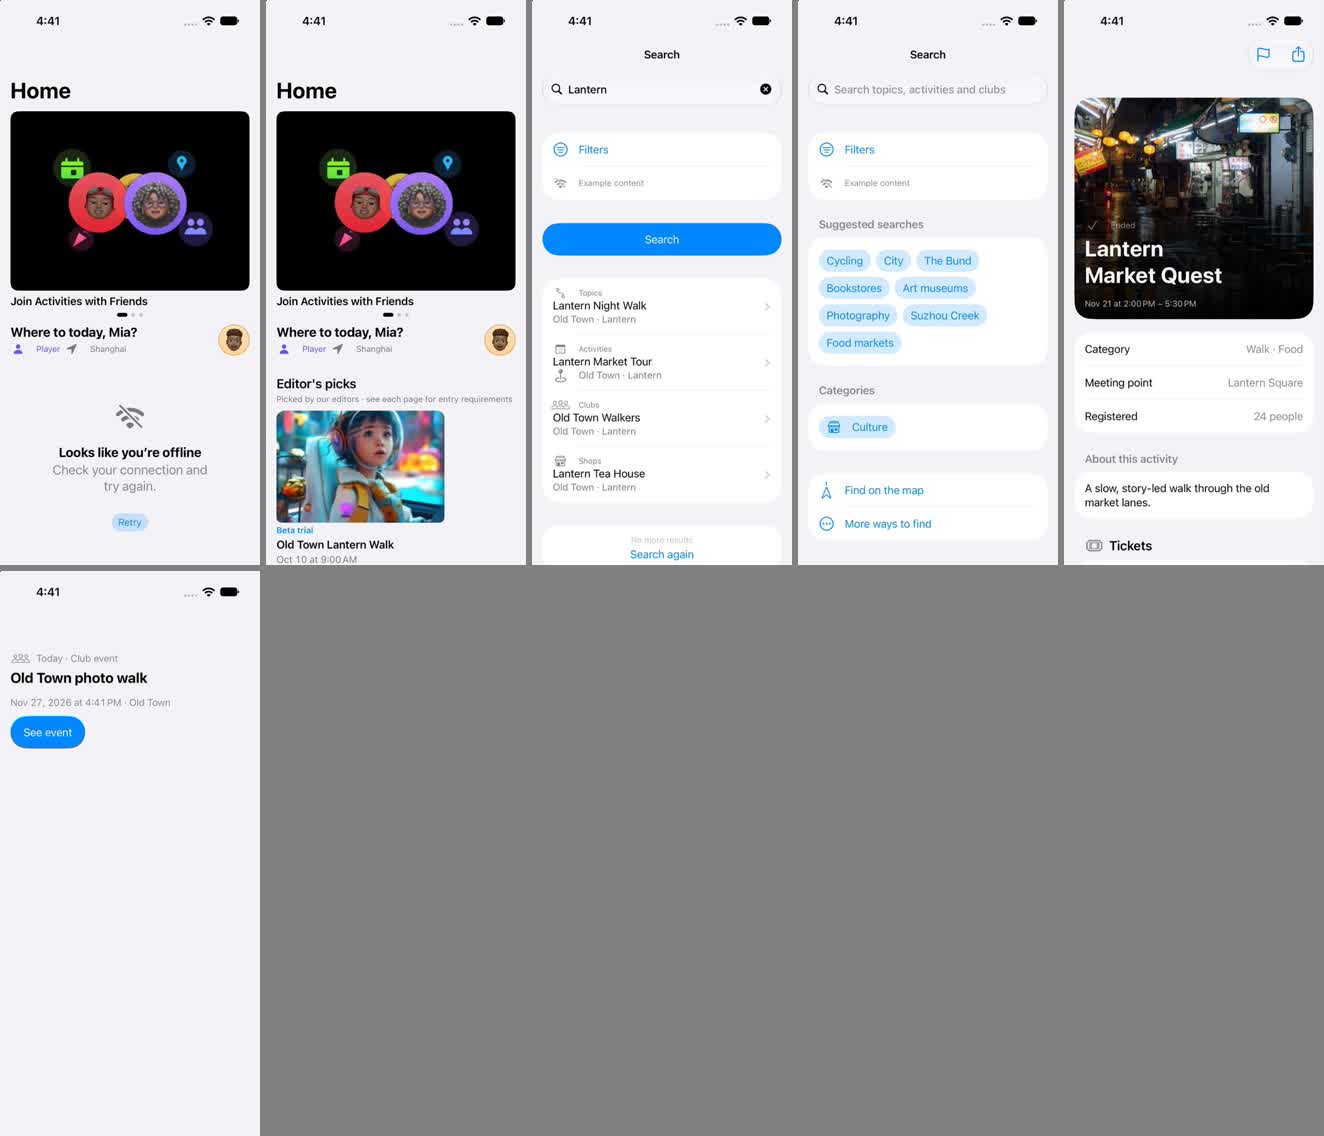 4:41
Home
Join Activities with Friends
Where to today, Mia?
Player
Shanghai
Looks like you're offline
Check your connection and
try again.
Retry
4:41
Home
Join Activities with Friends
Where to today, Mia?
Player
Shanghai
Editor's picks
Picked by our editors · see each page for entry requirements
Beta trial
Old Town Lantern Walk
Oct 10 at 9:00 AM
4:41
Search
Lantern
Filters
Example content
Search
Topics
Lantern Night Walk
Old Town · Lantern
Activities
Lantern Market Tour
Old Town · Lantern
Clubs
Old Town Walkers
Old Town · Lantern
Shops
Lantern Tea House
Old Town · Lantern
No more results
Search again
4:41
Search
Search topics, activities and clubs
Filters
Example content
Suggested searches
Cycling
City
The Bund
Bookstores
Art museums
Photography
Suzhou Creek
Food markets
Categories
Culture
Find on the map
More ways to find
4:41
Ended
Lantern
Market Quest
Nov 21 at 2:00 PM – 5:30 PM
Category
Walk · Food
Meeting point
Lantern Square
Registered
24 people
About this activity
A slow, story-led walk through the old
market lanes.
Tickets
4:41
Today · Club event
Old Town photo walk
Nov 27, 2026 at 4:41 PM · Old Town
See event